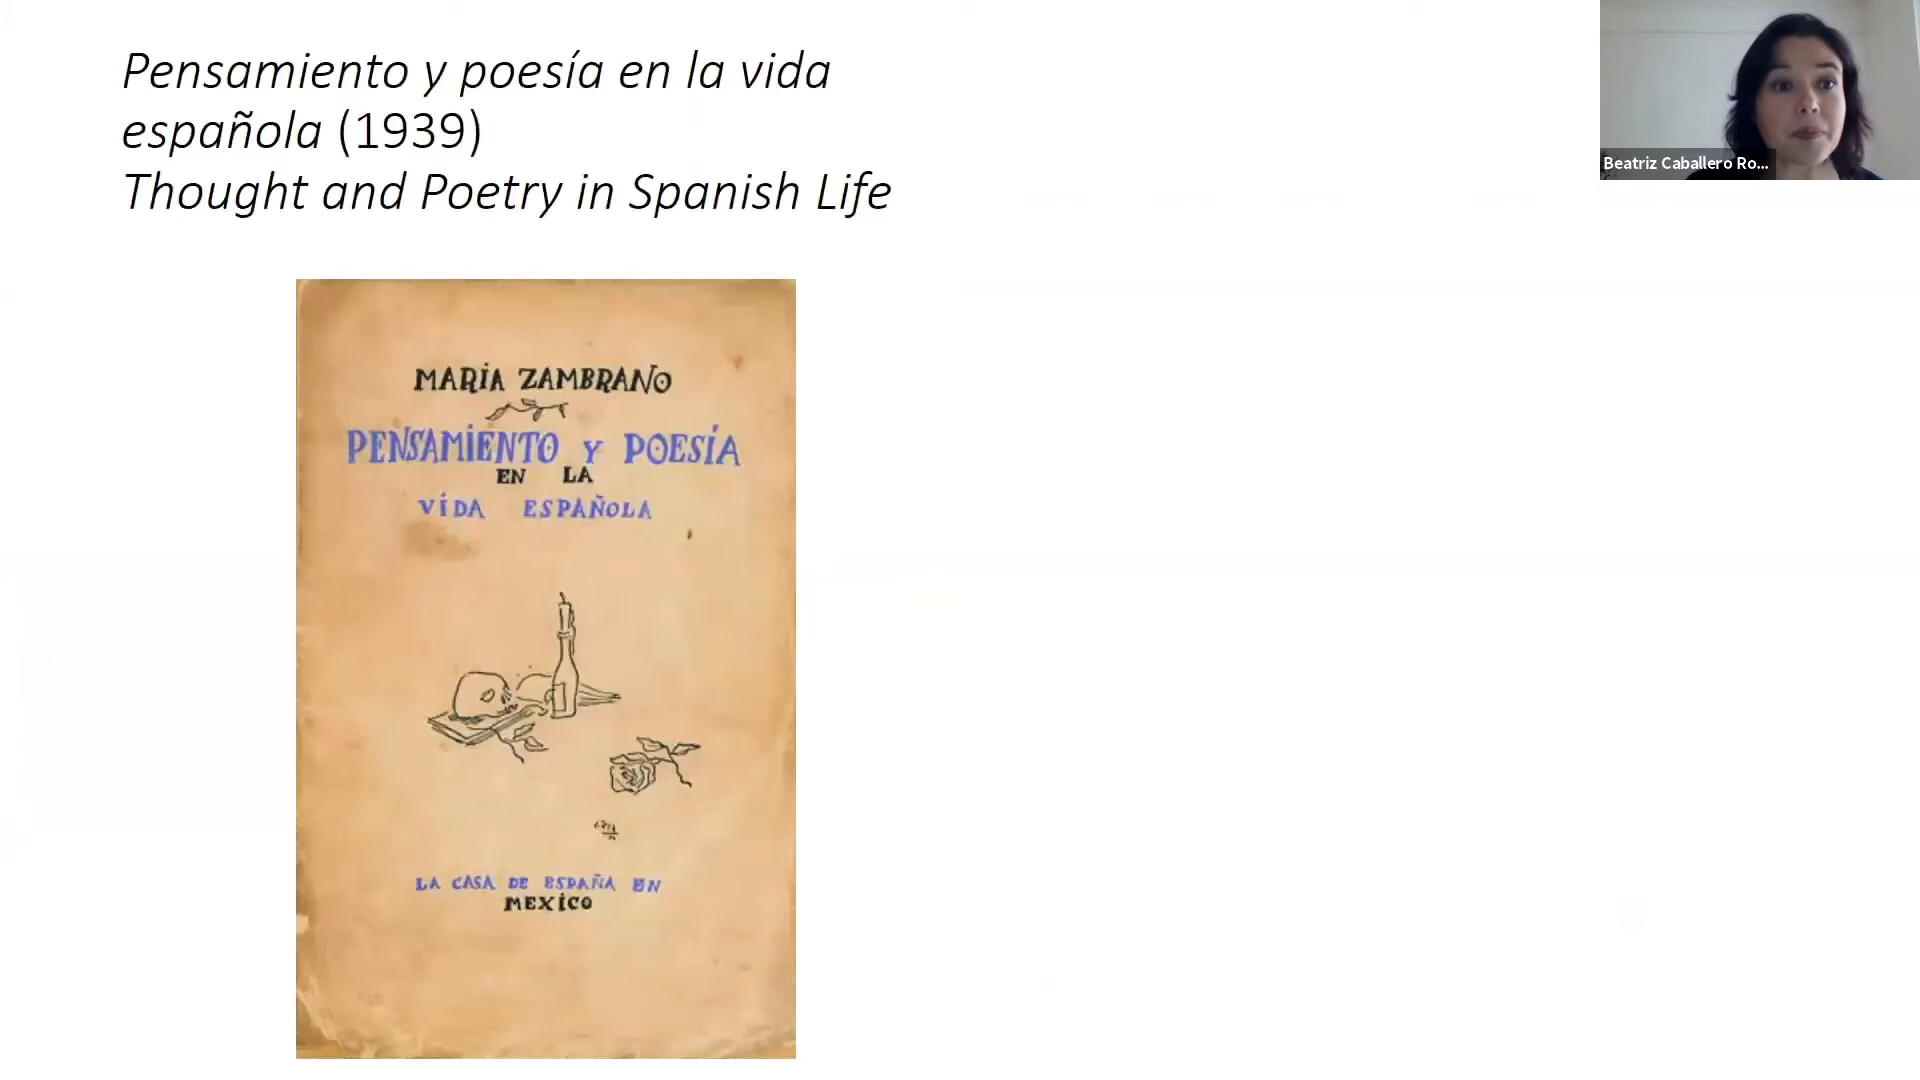 Pensamiento y poesía en la vida
española (1939)
Thought and Poetry in Spanish Life
Beatriz Caballero Ro...
MARÍA ZAMBRANO
PENSAMIENTO Y POESÍA
EN LA
VIDA ESPAÑOLA
LA CASA DE ESPAÑA EN
MEXICO